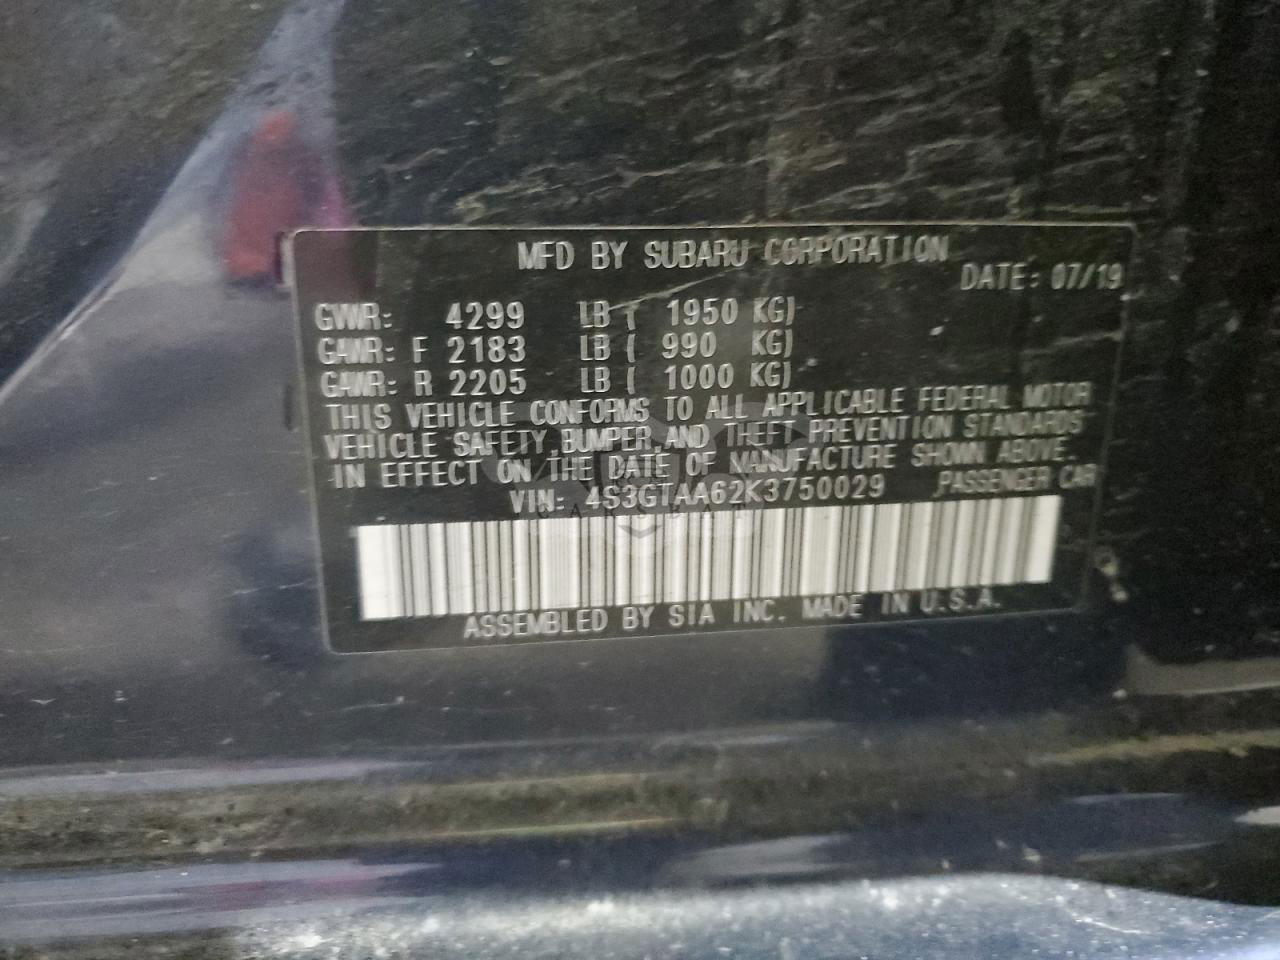 MFD BY SUBARU CORPORATION
DATE: 07/19
GVWR: 4299 LB ( 1950 KG)
GAWR: F 2183 LB ( 990 KG)
GAWR: R 2205 LB ( 1000 KG)
THIS VEHICLE CONFORMS TO ALL APPLICABLE FEDERAL MOTOR
VEHICLE SAFETY, BUMPER, AND THEFT PREVENTION STANDARDS
IN EFFECT ON THE DATE OF MANUFACTURE SHOWN ABOVE.
VIN: 4S3GTAA62K3750029 ,PASSENGER CAR
ASSEMBLED BY SIA INC. MADE IN U.S.A.